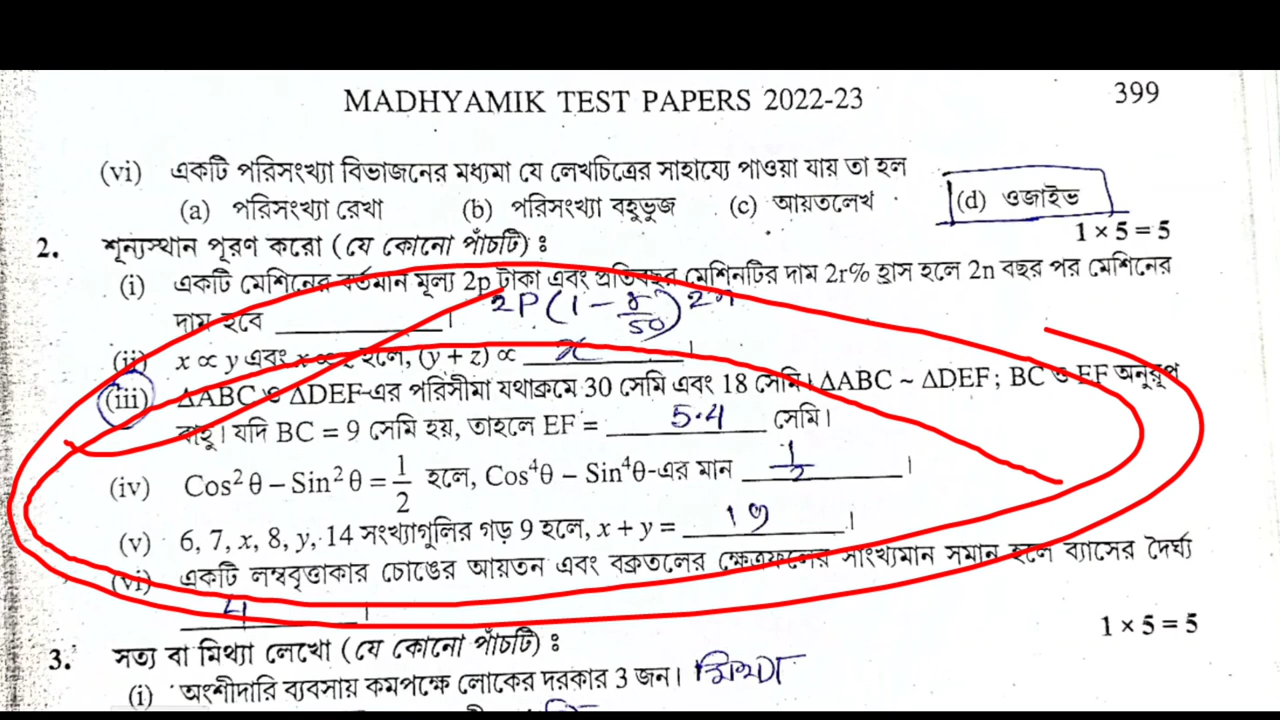 MADHYAMIK TEST PAPERS 2022-23 399
(vi) একটি পরিসংখ্যা বিভাজনের মধ্যমা যে লেখচিত্রের সাহায্যে পাওয়া যায় তা হল
(a) পরিসংখ্যা রেখা (b) পরিসংখ্যা বহুভুজ (c) আয়তলেখ (d) ওজাইভ
2. শূন্যস্থান পূরণ করো (যে কোনো পাঁচটি) : 1 × 5 = 5
(i) একটি মেশিনের বর্তমান মূল্য 2p টাকা এবং প্রতিবছর মেশিনটির দাম 2r% হ্রাস হলে 2n বছর পর মেশিনের
দাম হবে ________। 2P(1 − r/50)2n
(ii) x ∝ y এবং x ∝ z হলে, (y + z) ∝ x।
(iii) ΔABC ও ΔDEF-এর পরিসীমা যথাক্রমে 30 সেমি এবং 18 সেমি। ΔABC ~ ΔDEF; BC ও EF অনুরূপ
বাহু। যদি BC = 9 সেমি হয়, তাহলে EF = 5.4 সেমি।
(iv) Cos²θ – Sin²θ = 1/2 হলে, Cos⁴θ – Sin⁴θ-এর মান 1/2।
(v) 6, 7, x, 8, y, 14 সংখ্যাগুলির গড় 9 হলে, x + y = 19।
(vi) একটি লম্ববৃত্তাকার চোঙের আয়তন এবং বক্রতলের ক্ষেত্রফলের সাংখ্যমান সমান হলে ব্যাসের দৈর্ঘ্য
4।
3. সত্য বা মিথ্যা লেখো (যে কোনো পাঁচটি) : 1 × 5 = 5
(i) অংশীদারি ব্যবসায় কমপক্ষে লোকের দরকার 3 জন। মিথ্যা